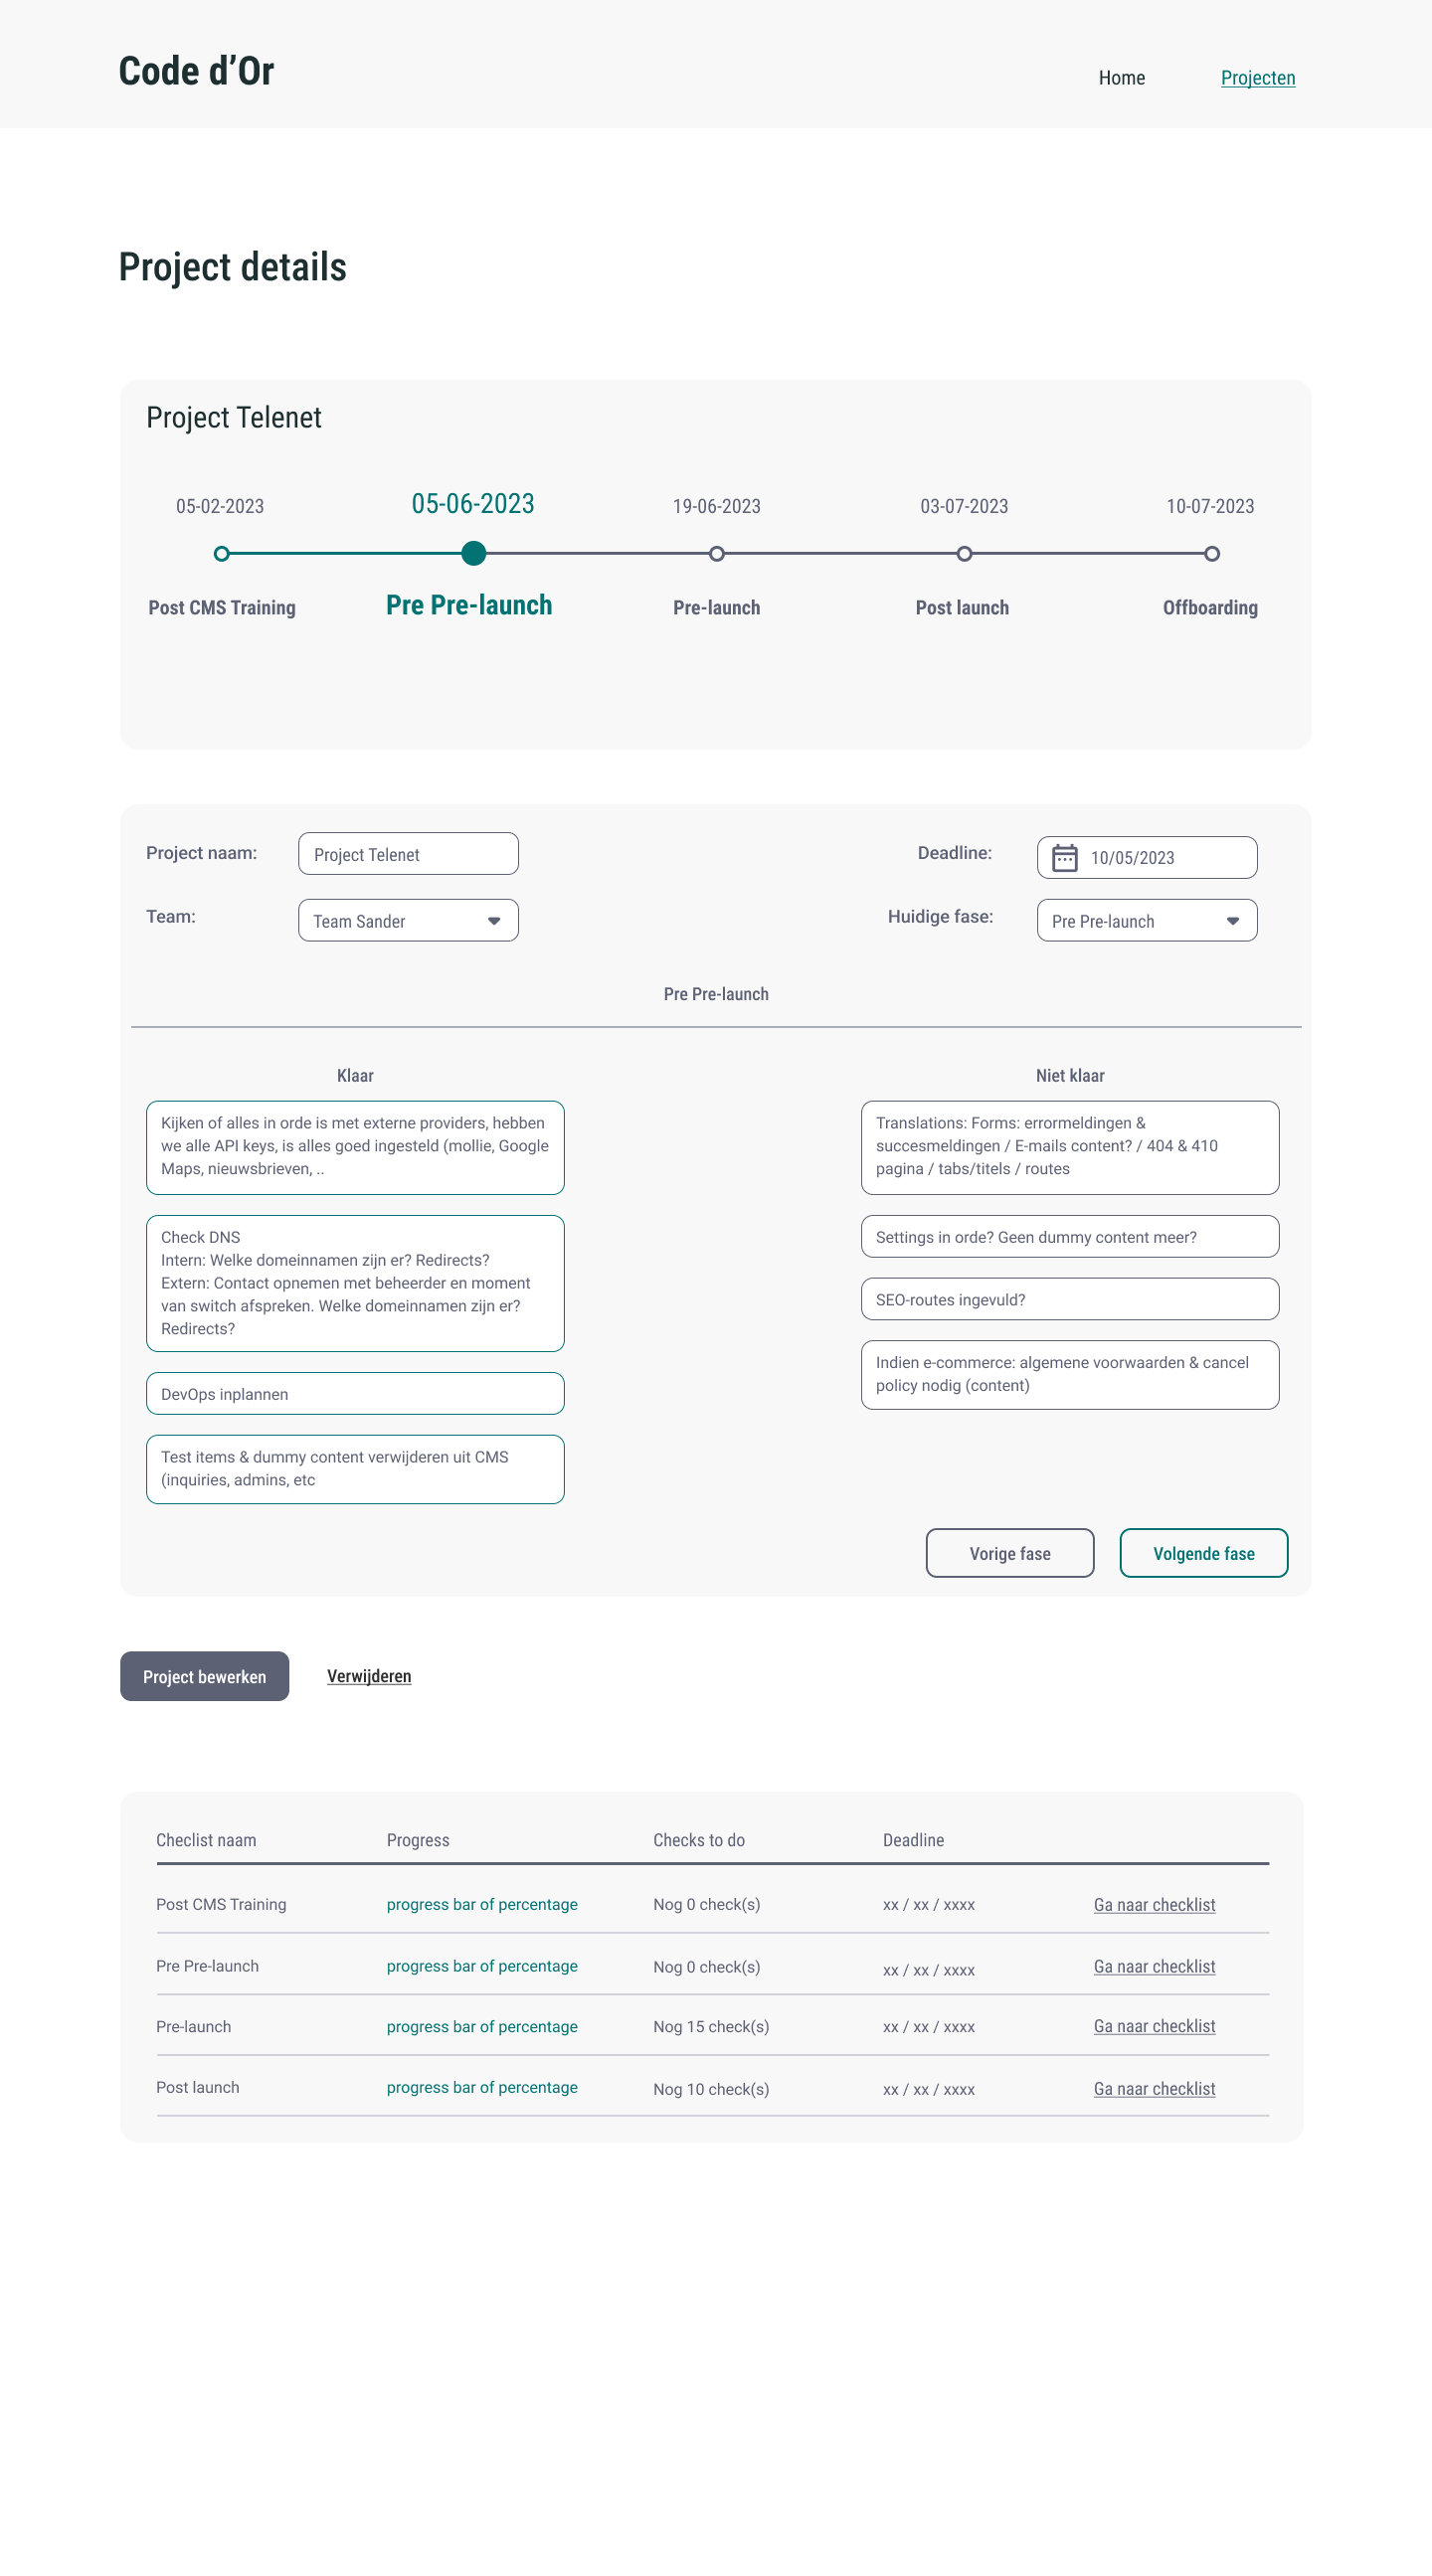 Code d’Or
Home
Projecten
Project details
Project Telenet
05-02-2023
05-06-2023
19-06-2023
03-07-2023
10-07-2023
Post CMS Training
Pre Pre-launch
Pre-launch
Post launch
Offboarding
Project naam:
Project Telenet
Deadline:
10/05/2023
Team:
Team Sander
Huidige fase:
Pre Pre-launch
Pre Pre-launch
Klaar
Kijken of alles in orde is met externe providers, hebben
we alle API keys, is alles goed ingesteld (mollie, Google
Maps, nieuwsbrieven, ..
Check DNS
Intern: Welke domeinnamen zijn er? Redirects?
Extern: Contact opnemen met beheerder en moment
van switch afspreken. Welke domeinnamen zijn er?
Redirects?
DevOps inplannen
Test items & dummy content verwijderen uit CMS
(inquiries, admins, etc
Niet klaar
Translations: Forms: errormeldingen &
succesmeldingen / E-mails content? / 404 & 410
pagina / tabs/titels / routes
Settings in orde? Geen dummy content meer?
SEO-routes ingevuld?
Indien e-commerce: algemene voorwaarden & cancel
policy nodig (content)
Vorige fase
Volgende fase
Project bewerken
Verwijderen
Checlist naam
Progress
Checks to do
Deadline
Post CMS Training
progress bar of percentage
Nog 0 check(s)
xx / xx / xxxx
Ga naar checklist
Pre Pre-launch
progress bar of percentage
Nog 0 check(s)
xx / xx / xxxx
Ga naar checklist
Pre-launch
progress bar of percentage
Nog 15 check(s)
xx / xx / xxxx
Ga naar checklist
Post launch
progress bar of percentage
Nog 10 check(s)
xx / xx / xxxx
Ga naar checklist